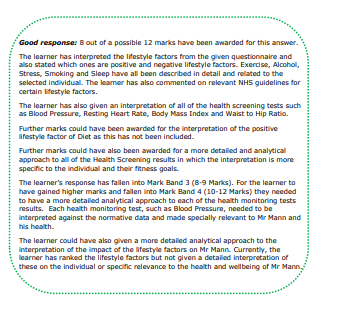 Good response: 8 out of a possible 12 marks have been awarded for this answer.
The learner has interpreted the lifestyle factors from the given questionnaire and
also stated which ones are positive and negative lifestyle factors. Exercise, Alcohol,
Stress, Smoking and Sleep have all been described in detail and related to the
selected individual. The learner has also commented on relevant NHS guidelines for
certain lifestyle factors.
The learner has also given an interpretation of all of the health screening tests such
as Blood Pressure, Resting Heart Rate, Body Mass Index and Waist to Hip Ratio.
Further marks could have been awarded for the interpretation of the positive
lifestyle factor of Diet as this has not been included.
Further marks could have also been awarded for a more detailed and analytical
approach to all of the Health Screening results in which the interpretation is more
specific to the individual and their fitness goals.
The learner's response has fallen into Mark Band 3 (8-9 Marks). For the learner to
have gained higher marks and fallen into Mark Band 4 (10-12 Marks) they needed
to have a more detailed analytical approach to each of the health monitoring tests
results. Each health monitoring test, such as Blood Pressure, needed to be
interpreted against the normative data and made specially relevant to Mr Mann and
his health.
The learner could have also given a more detailed analytical approach to the
interpretation of the impact of the lifestyle factors on Mr Mann. Currently, the
learner has ranked the lifestyle factors but not given a detailed interpretation of
these on the individual or specific relevance to the health and wellbeing of Mr Mann.